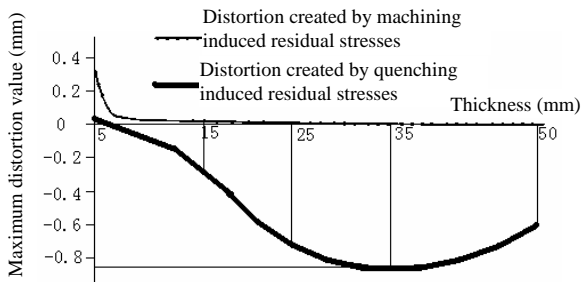 Maximum distortion value (mm)
Distortion created by machining
induced residual stresses
Distortion created by quenching
induced residual stresses
Thickness (mm)
0.4
0.2
0
-0.2
-0.4
-0.6
-0.8
5
15
25
35
50